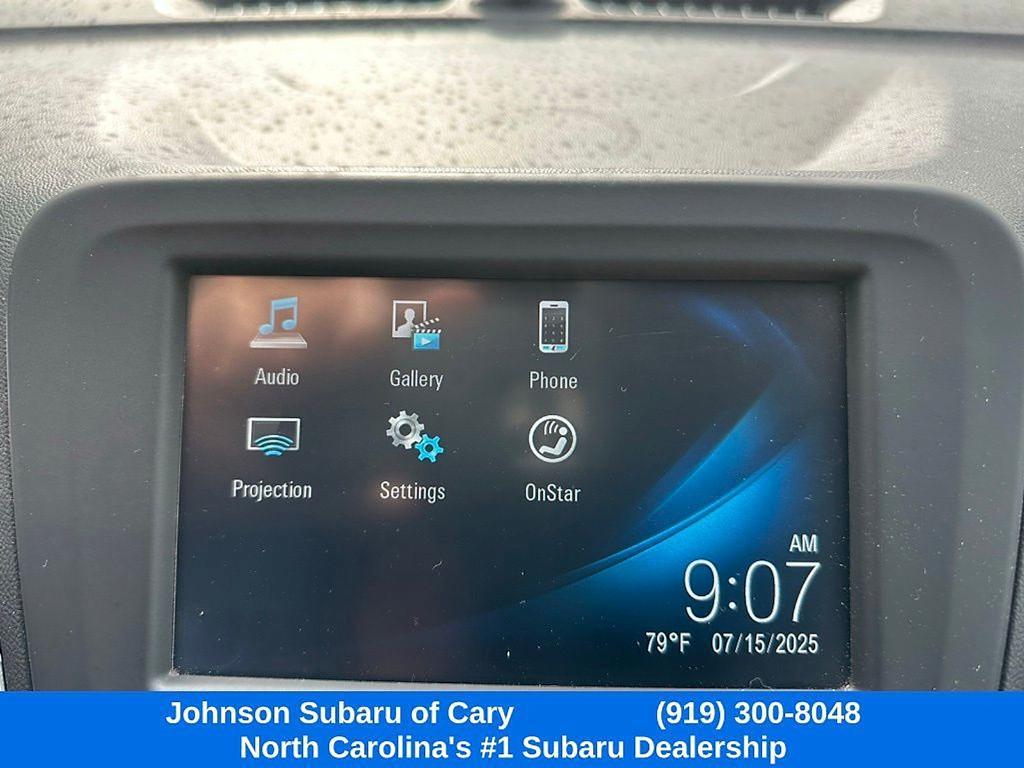 Audio Gallery Phone
Projection Settings OnStar
AM
9:07
79°F 07/15/2025
Johnson Subaru of Cary (919) 300-8048
North Carolina's #1 Subaru Dealership